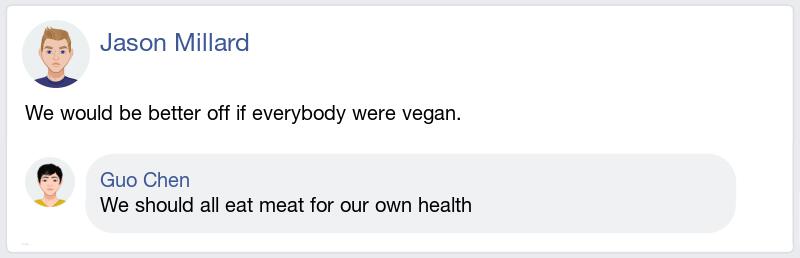 Jason Millard
We would be better off if everybody were vegan.
Guo Chen
We should all eat meat for our own health